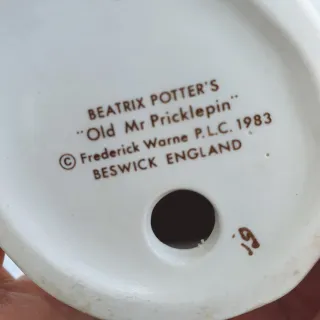 BEATRIX POTTER'S
"Old Mr Pricklepin"
© Frederick Warne P.L.C. 1983
BESWICK ENGLAND